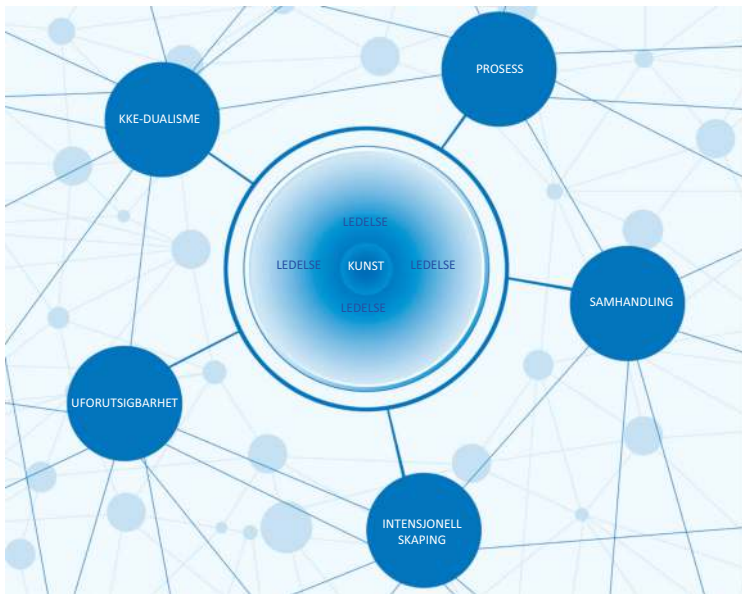 PROSESS
KKE-DUALISME
LEDELSE
LEDELSE KUNST LEDELSE
LEDELSE
SAMHANDLING
UFORUTSIGBARHET
INTENSJONELL
SKAPING